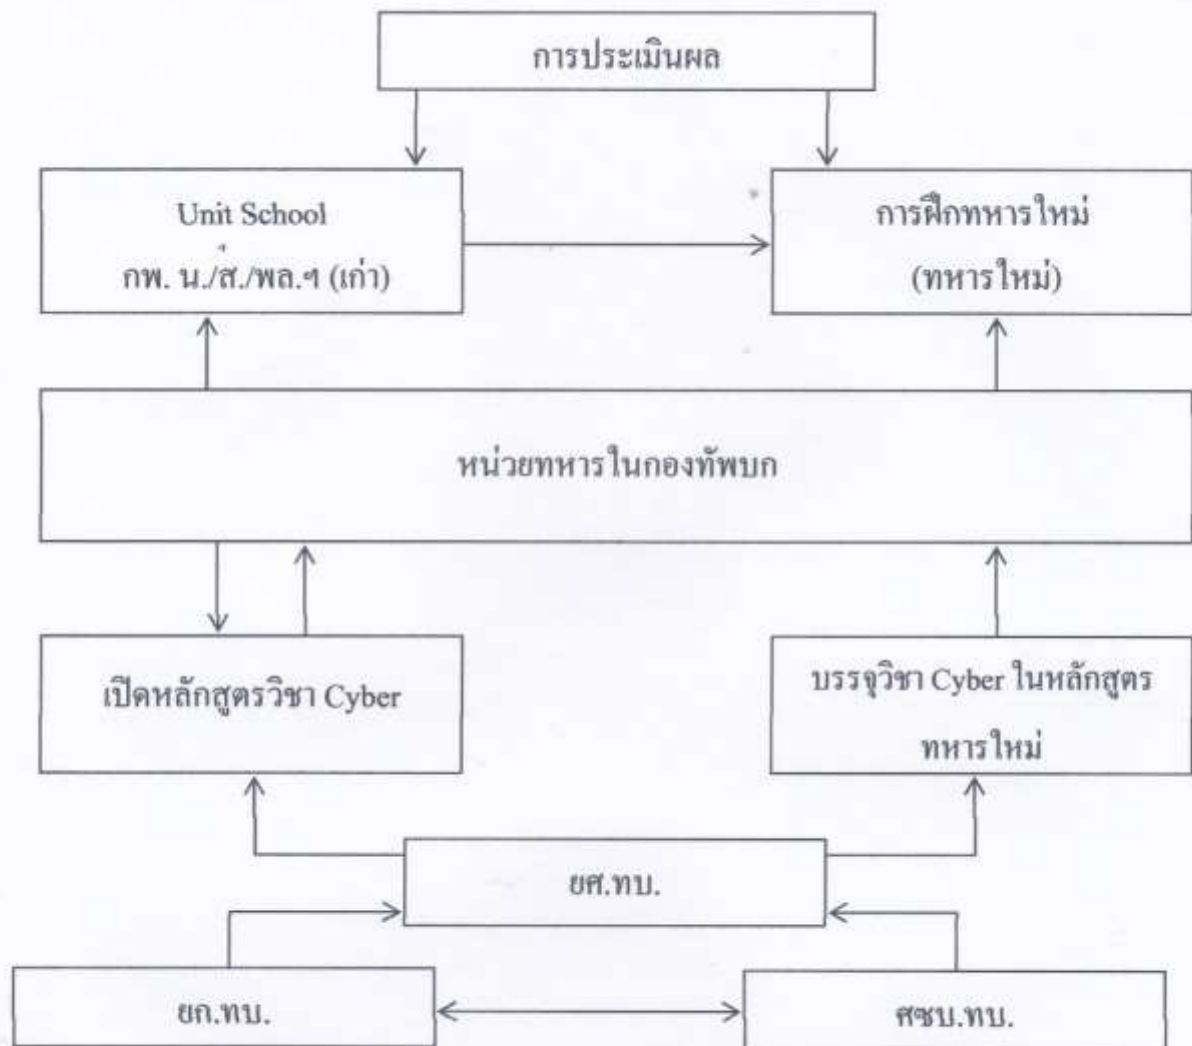 การประเมินผล
Unit School
กพ. น./ส./พล.ฯ (เก่า)
การฝึกทหารใหม่
(ทหารใหม่)
หน่วยทหารในกองทัพบก
เปิดหลักสูตรวิชา Cyber
บรรจุวิชา Cyber ในหลักสูตร
ทหารใหม่
ยศ.ทบ.
ยก.ทบ.
ศซบ.ทบ.